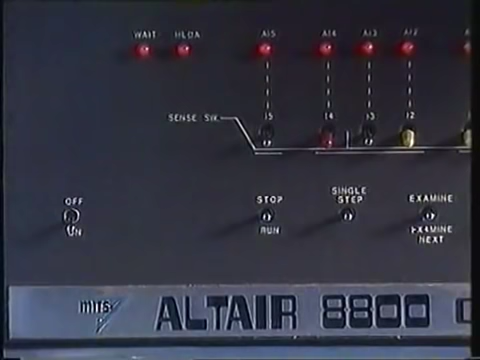 WAIT HLDA A15 A14 A13 A12
SENSE SW. 15 14 13 12
OFF STOP SINGLE STEP EXAMINE
ON RUN EXAMINE NEXT
mits ALTAIR 8800